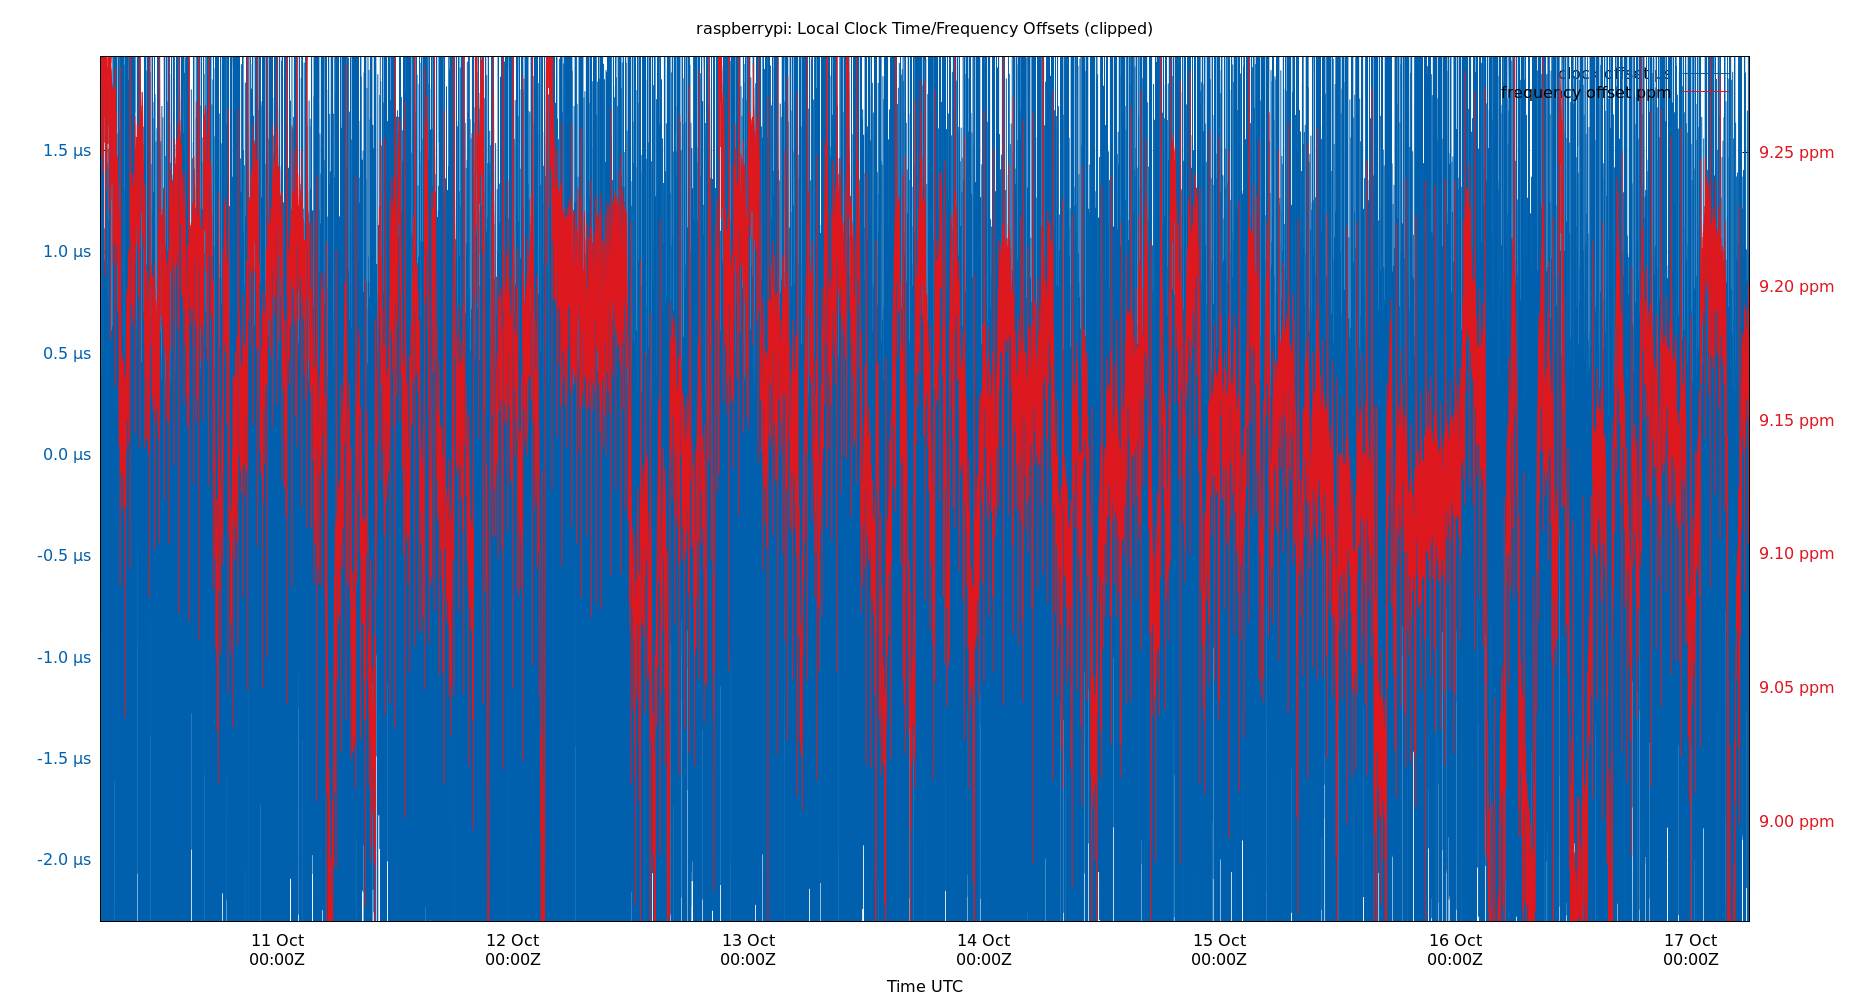 raspberrypi: Local Clock Time/Frequency Offsets (clipped)
clock offset µs
frequency offset ppm
1.5 µs
1.0 µs
0.5 µs
0.0 µs
-0.5 µs
-1.0 µs
-1.5 µs
-2.0 µs
9.25 ppm
9.20 ppm
9.15 ppm
9.10 ppm
9.05 ppm
9.00 ppm
11 Oct
00:00Z
12 Oct
00:00Z
13 Oct
00:00Z
14 Oct
00:00Z
15 Oct
00:00Z
16 Oct
00:00Z
17 Oct
00:00Z
Time UTC